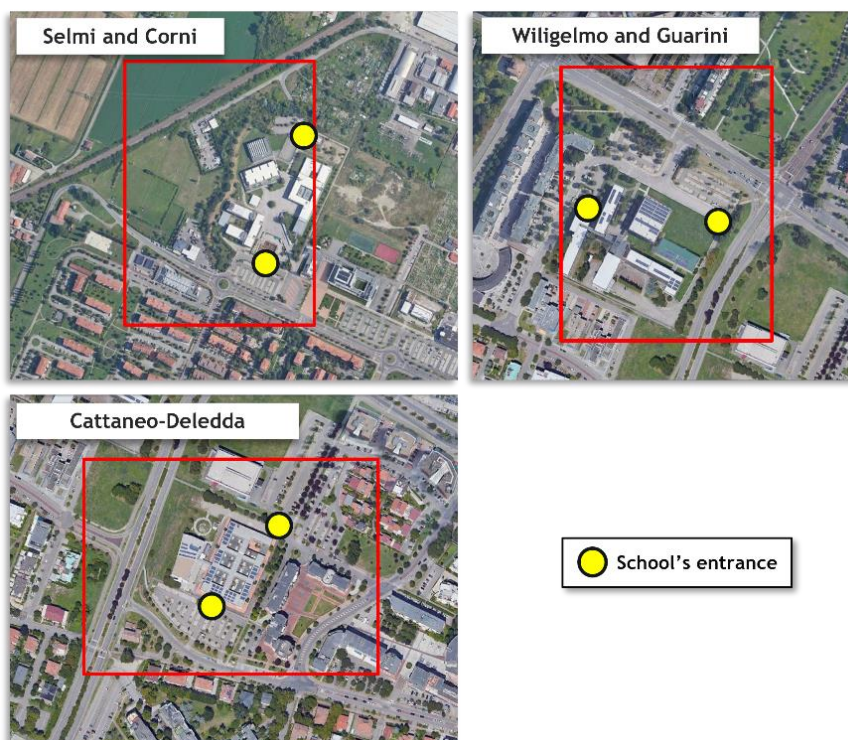 Selmi and Corni
Wiligelmo and Guarini
Cattaneo-Deledda
School's entrance